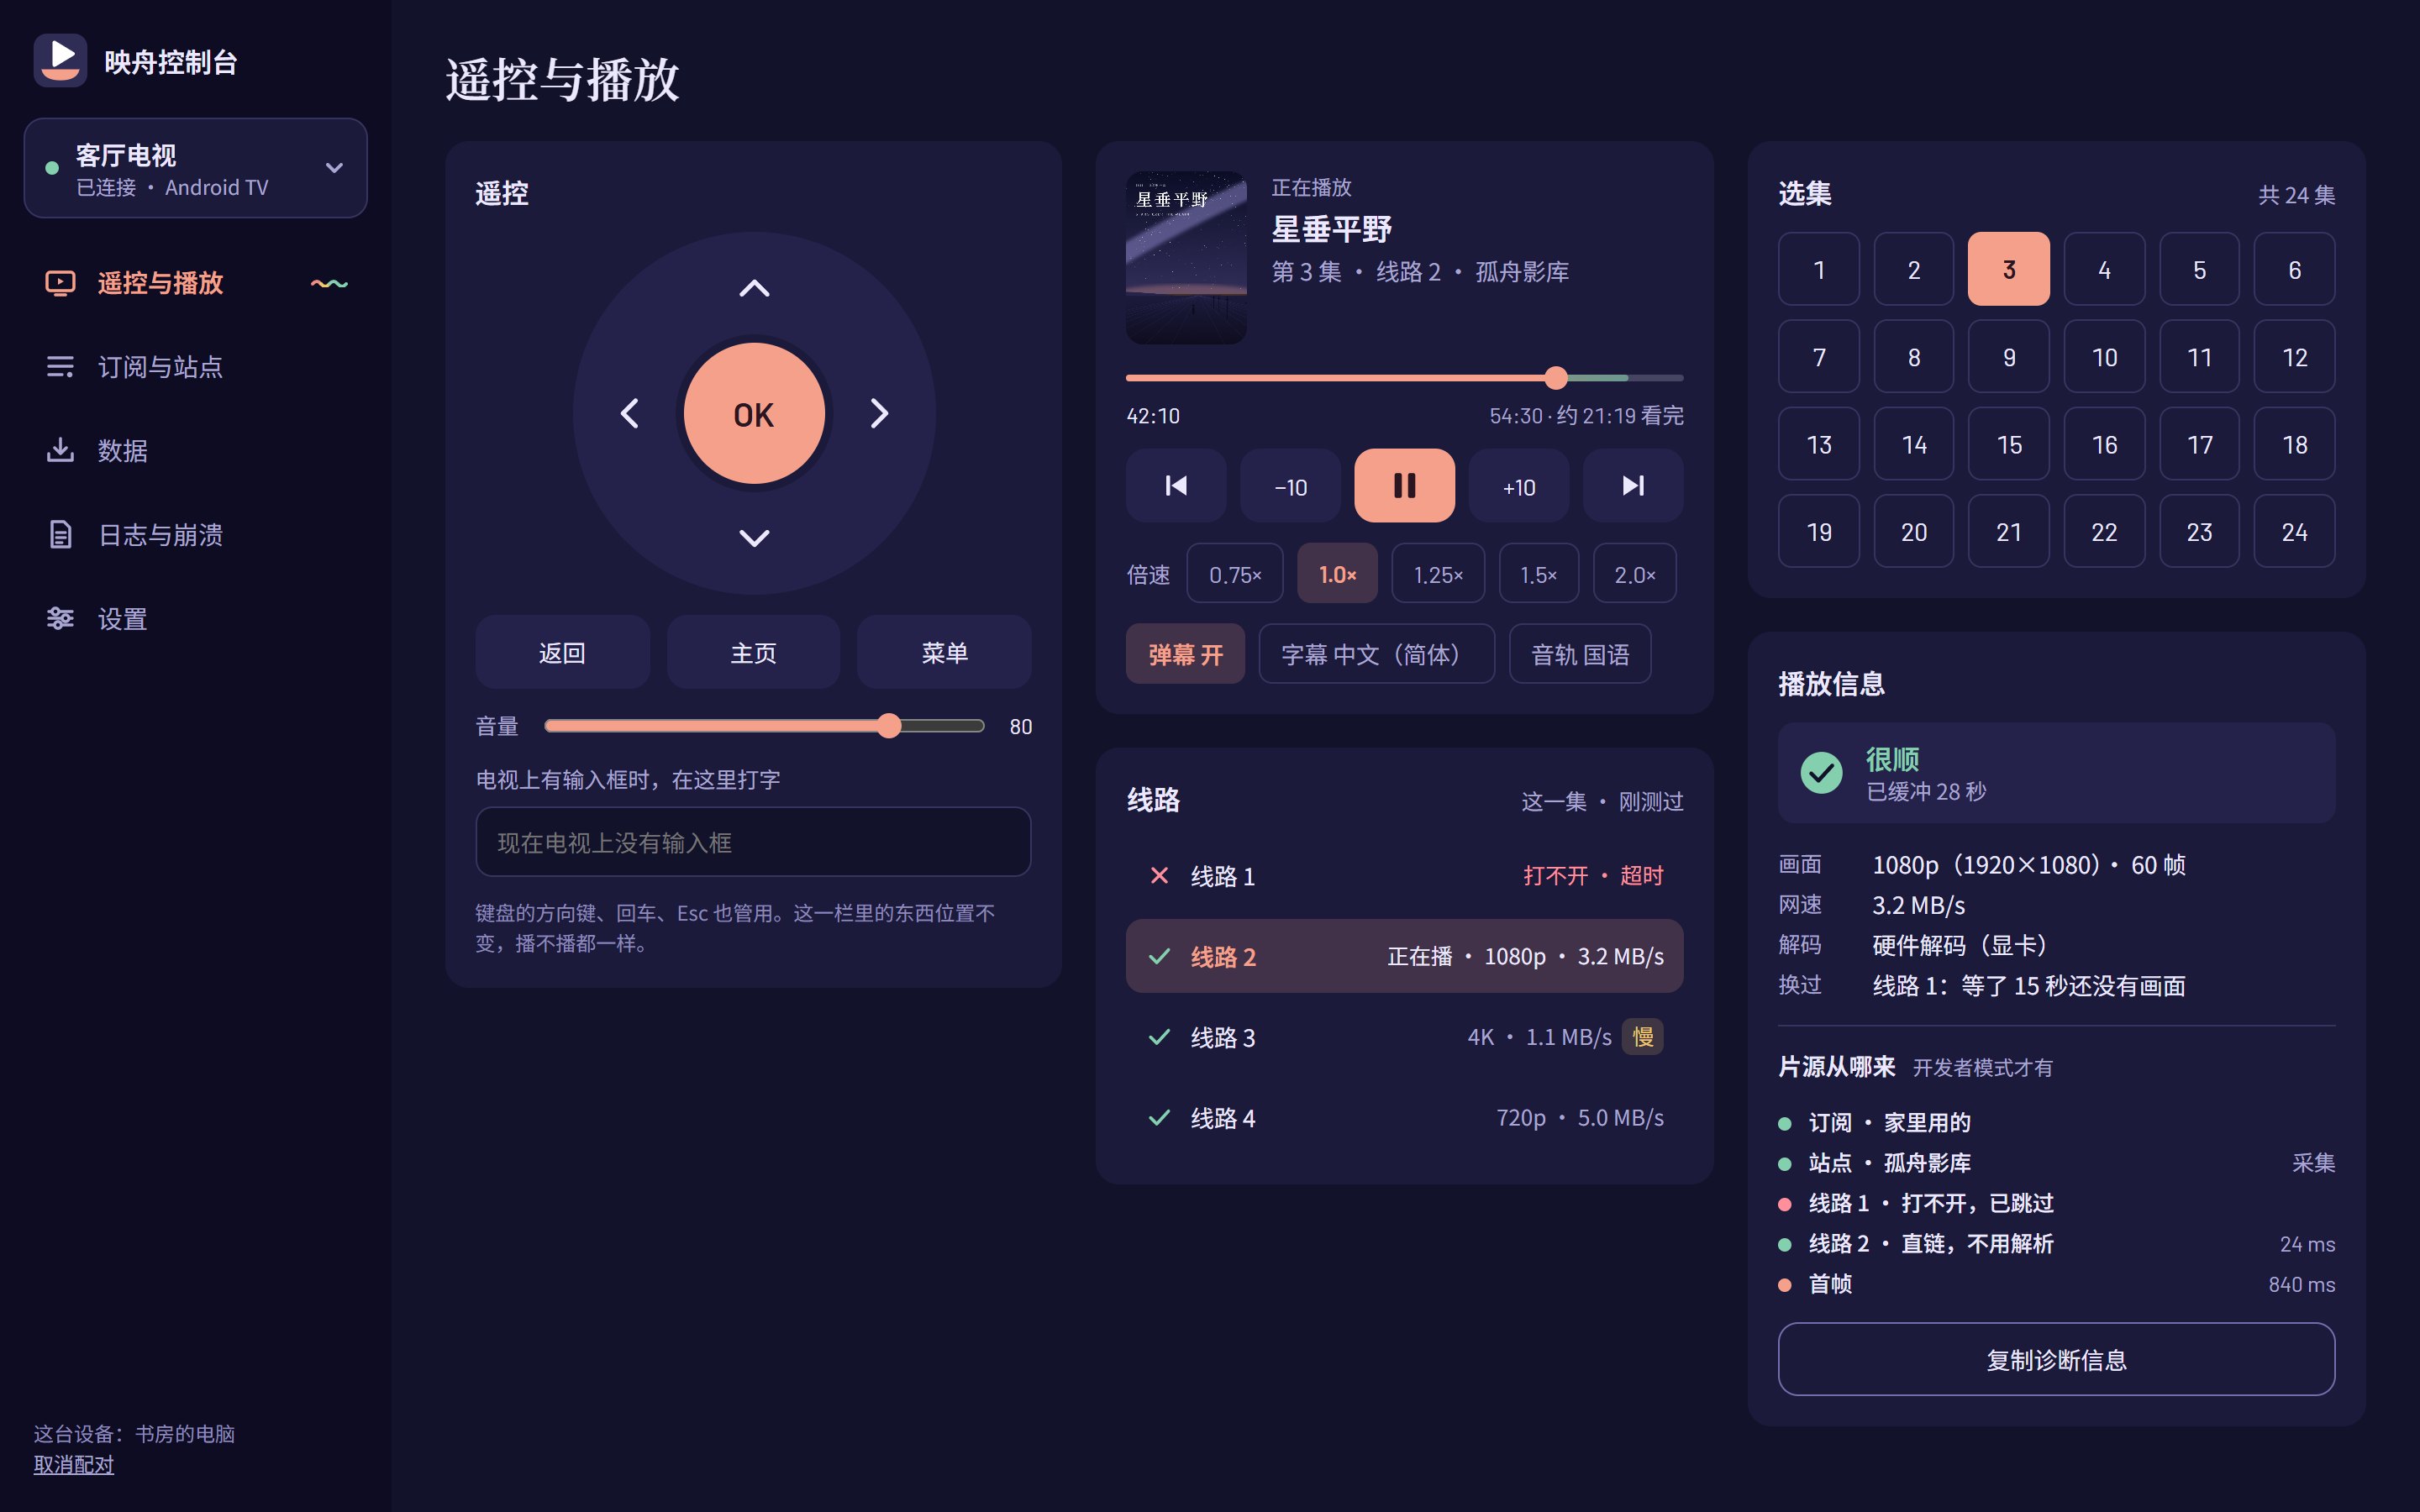 映舟控制台
客厅电视
已连接 • Android TV
遥控与播放
订阅与站点
数据
日志与崩溃
设置
这台设备：书房的电脑
取消配对
遥控与播放
遥控
OK
返回
主页
菜单
音量
80
电视上有输入框时，在这里打字
现在电视上没有输入框
键盘的方向键、回车、Esc 也管用。这一栏里的东西位置不
变，播不播都一样。
星垂平野
正在播放
星垂平野
第 3 集 • 线路 2 • 孤舟影库
42:10
54:30 · 约 21:19 看完
−10
+10
倍速
0.75×
1.0×
1.25×
1.5×
2.0×
弹幕 开
字幕 中文（简体）
音轨 国语
线路
这一集 • 刚测过
线路 1
打不开 • 超时
线路 2
正在播 • 1080p • 3.2 MB/s
线路 3
4K • 1.1 MB/s 慢
线路 4
720p • 5.0 MB/s
选集
共 24 集
1
2
3
4
5
6
7
8
9
10
11
12
13
14
15
16
17
18
19
20
21
22
23
24
播放信息
很顺
已缓冲 28 秒
画面
1080p（1920×1080）• 60 帧
网速
3.2 MB/s
解码
硬件解码（显卡）
换过
线路 1：等了 15 秒还没有画面
片源从哪来 开发者模式才有
订阅 • 家里用的
站点 • 孤舟影库
采集
线路 1 • 打不开，已跳过
线路 2 • 直链，不用解析
24 ms
首帧
840 ms
复制诊断信息